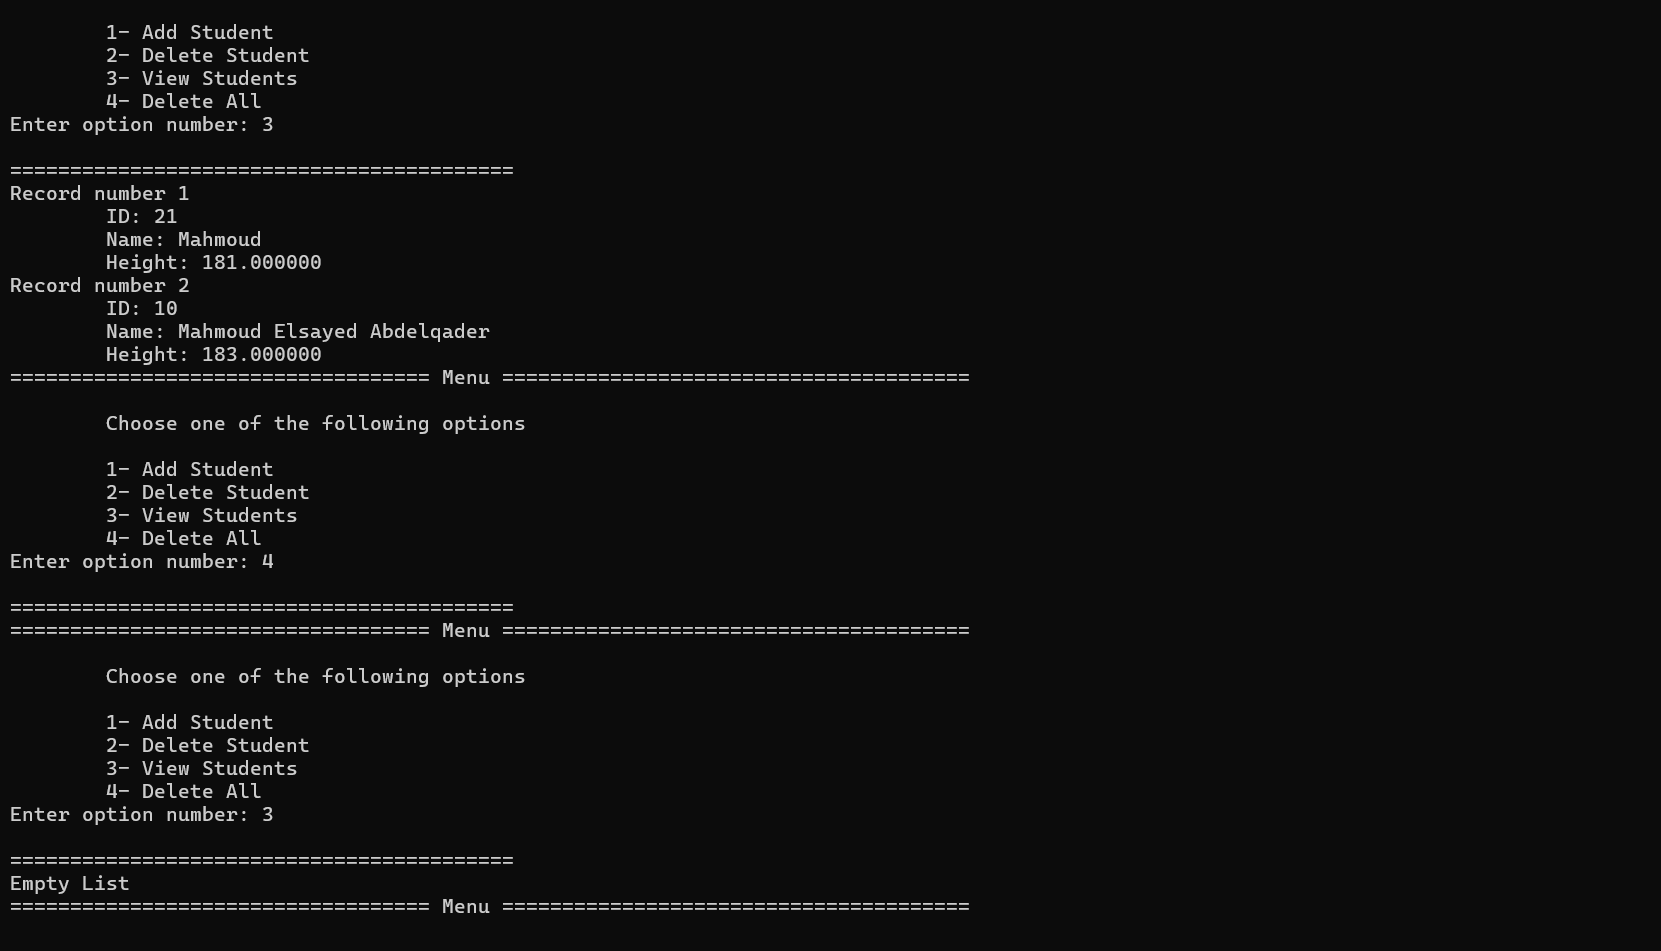 1- Add Student
2- Delete Student
3- View Students
4- Delete All
Enter option number: 3
==========================================
Record number 1
ID: 21
Name: Mahmoud
Height: 181.000000
Record number 2
ID: 10
Name: Mahmoud Elsayed Abdelqader
Height: 183.000000
=================================== Menu =======================================
Choose one of the following options
1- Add Student
2- Delete Student
3- View Students
4- Delete All
Enter option number: 4
==========================================
=================================== Menu =======================================
Choose one of the following options
1- Add Student
2- Delete Student
3- View Students
4- Delete All
Enter option number: 3
==========================================
Empty List
=================================== Menu =======================================